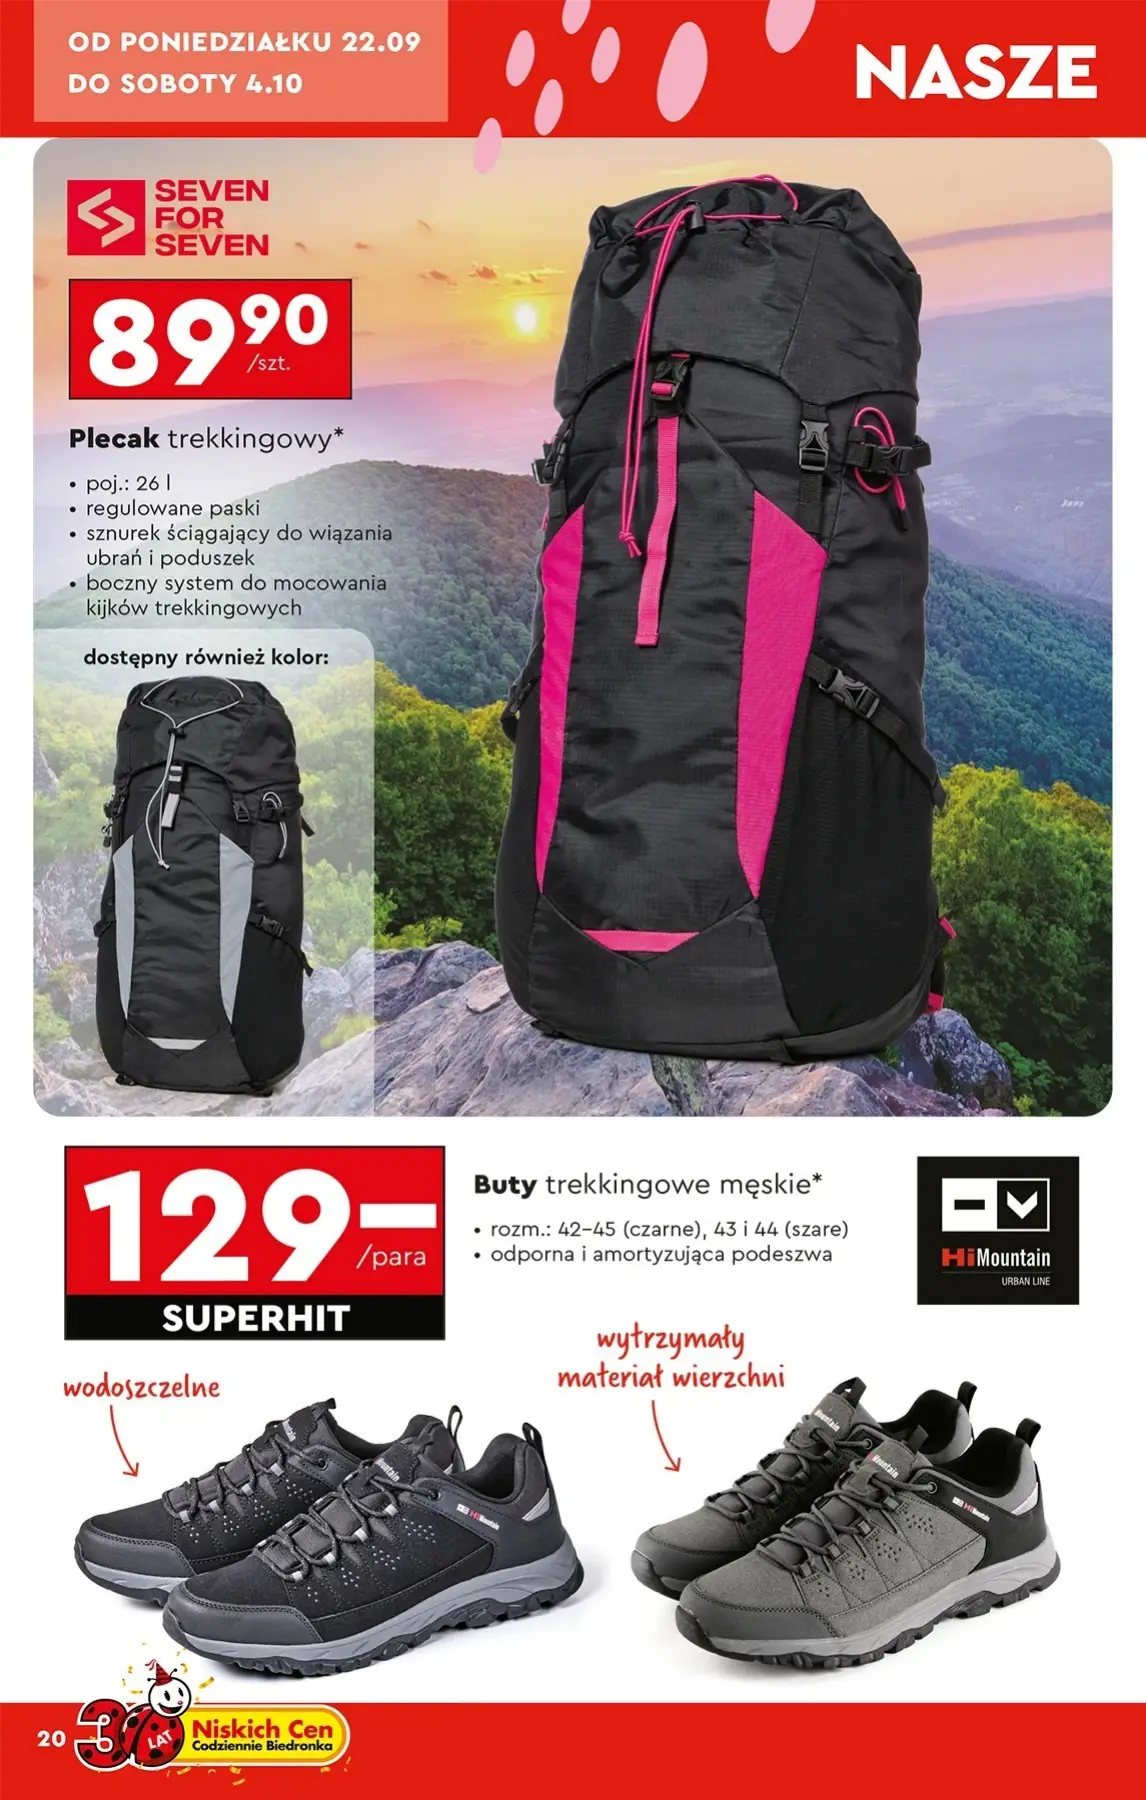 OD PONIEDZIAŁKU 22.09
DO SOBOTY 4.10
NASZE
SEVEN
FOR
SEVEN
89 90
/szt.
Plecak trekkingowy*
• poj.: 26 l
• regulowane paski
• sznurek ściągający do wiązania
ubrań i poduszek
• boczny system do mocowania
kijków trekkingowych
dostępny również kolor:
129–
/para
SUPERHIT
Buty trekkingowe męskie*
• rozm.: 42–45 (czarne), 43 i 44 (szare)
• odporna i amortyzująca podeszwa
HiMountain
URBAN LINE
wodoszczelne
wytrzymały
materiał wierzchni
HiMountain
HiMountain
20
30
LAT
Niskich Cen
Codziennie Biedronka